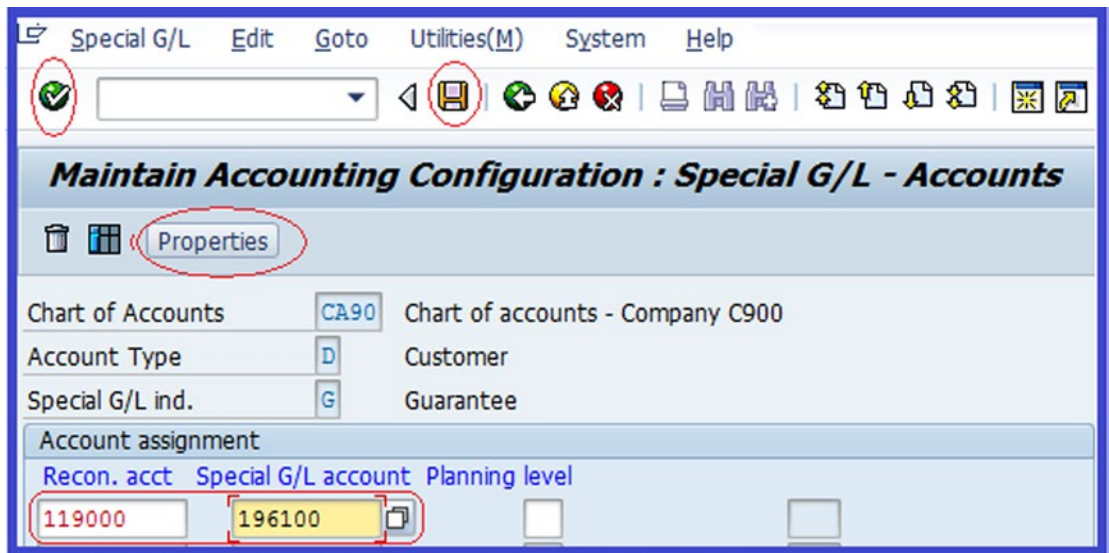 Special G/L Edit Goto Utilities(M) System Help
Maintain Accounting Configuration : Special G/L - Accounts
Properties
Chart of Accounts CA90 Chart of accounts - Company C900
Account Type D Customer
Special G/L ind. G Guarantee
Account assignment
Recon. acct Special G/L account Planning level
119000 196100